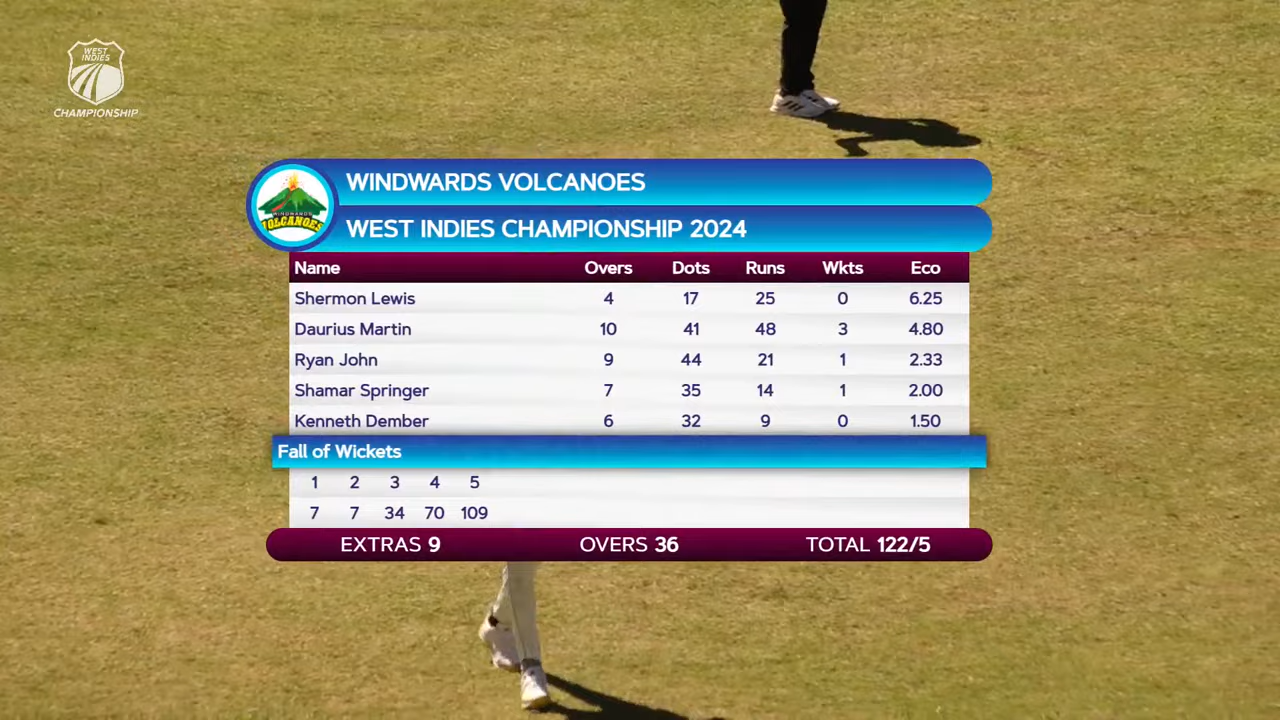 WEST
INDIES
CHAMPIONSHIP
WINDWARDS VOLCANOES
WINDWARDS
VOLCANOES
WEST INDIES CHAMPIONSHIP 2024
Name Overs Dots Runs Wkts Eco
Shermon Lewis 4 17 25 0 6.25
Daurius Martin 10 41 48 3 4.80
Ryan John 9 44 21 1 2.33
Shamar Springer 7 35 14 1 2.00
Kenneth Dember 6 32 9 0 1.50
Fall of Wickets
1 2 3 4 5
7 7 34 70 109
EXTRAS 9 OVERS 36 TOTAL 122/5